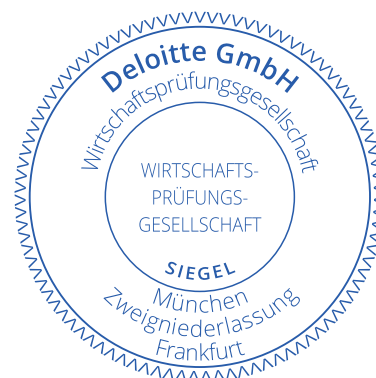 Deloitte GmbH
Wirtschaftsprüfungsgesellschaft
WIRTSCHAFTS-
PRÜFUNGS-
GESELLSCHAFT
SIEGEL
München
Zweigniederlassung
Frankfurt